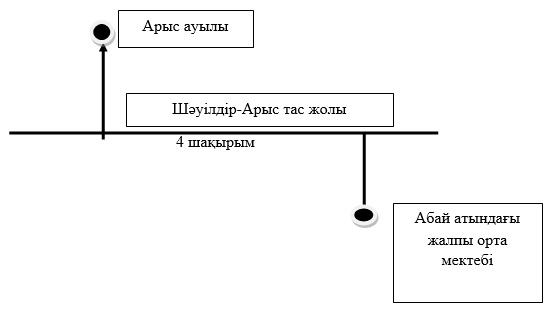 Арыс ауылы
Шәуілдір-Арыс тас жолы
4 шақырым
Абай атындағы
жалпы орта
мектебі